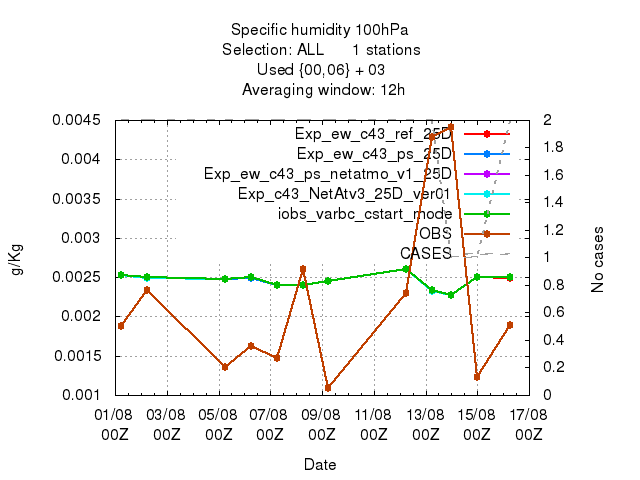 Specific humidity 100hPa
Selection: ALL 1 stations
Used {00,06} + 03
Averaging window: 12h
0.0045
0.004
0.0035
0.003
0.0025
0.002
0.0015
0.001
g/Kg
2
1.8
1.6
1.4
1.2
1
0.8
0.6
0.4
0.2
0
No cases
Exp_ew_c43_ref_25D
Exp_ew_c43_ps_25D
Exp_ew_c43_ps_netatmo_v1_25D
Exp_c43_NetAtv3_25D_ver01
iobs_varbc_cstart_mode
OBS
CASES
01/08 03/08 05/08 07/08 09/08 11/08 13/08 15/08 17/08
00Z 00Z 00Z 00Z 00Z 00Z 00Z 00Z 00Z
Date